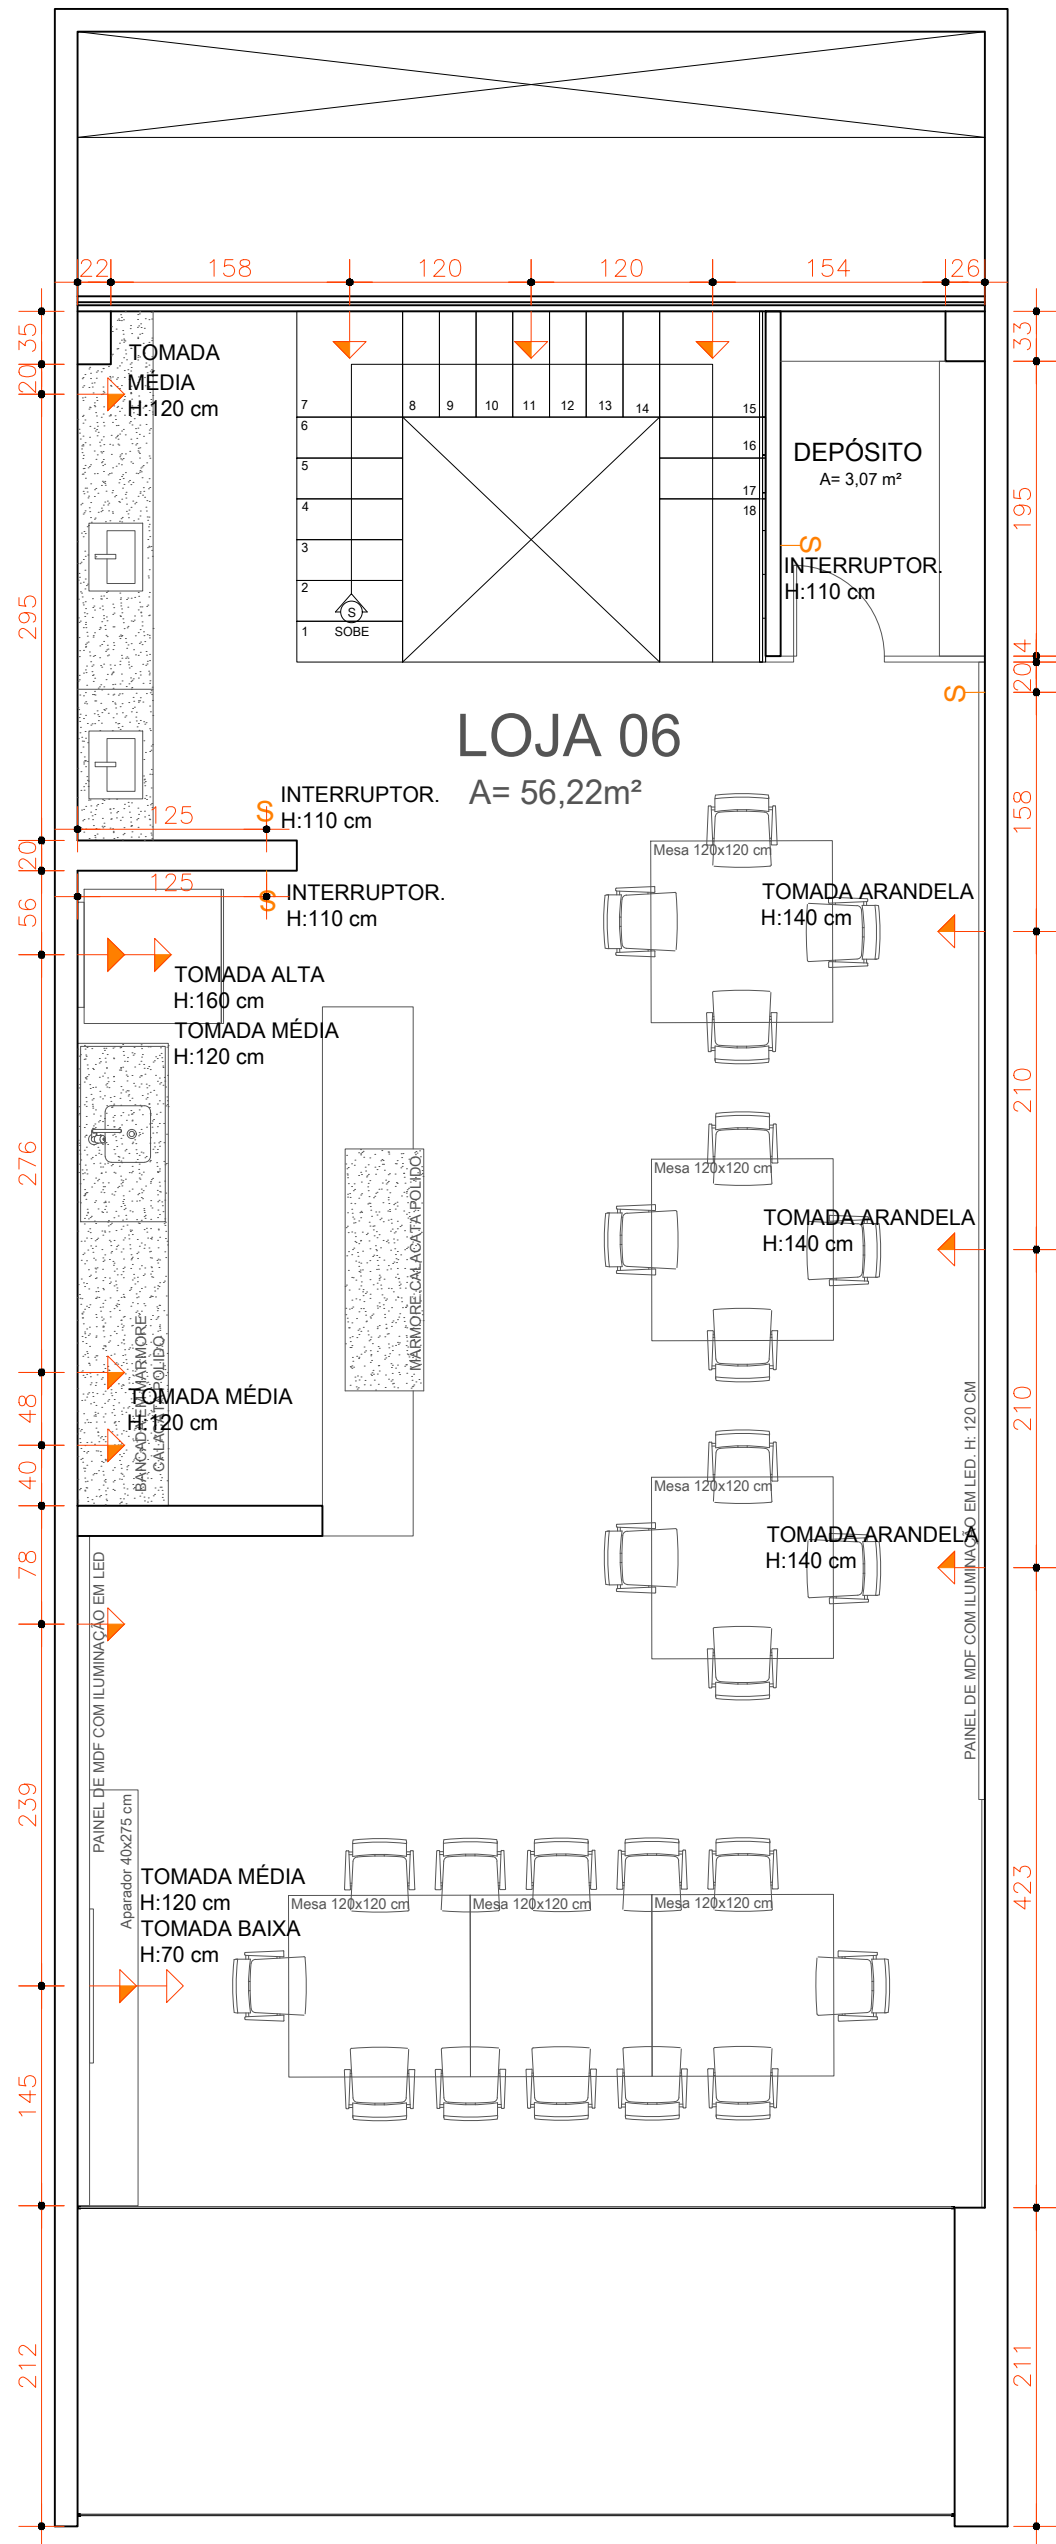 22 158 120 120 154 26
35
20
33
TOMADA
MÉDIA
H:120 cm
7
8 9 10 11 12 13 14
15
6
16
5
17
4
18
3
2
1
S
SOBE
DEPÓSITO
A= 3,07 m²
195
295
S
INTERRUPTOR.
H:110 cm
4
20
S
LOJA 06
A= 56,22m²
158
INTERRUPTOR.
H:110 cm
S
125
20
125
S
INTERRUPTOR.
H:110 cm
56
Mesa 120x120 cm
TOMADA ARANDELA
H:140 cm
TOMADA ALTA
H:160 cm
TOMADA MÉDIA
H:120 cm
210
276
Mesa 120x120 cm
TOMADA ARANDELA
H:140 cm
MARMORE CALACATA POLIDO
BANCADA EM MARMORE
CALACATA POLIDO
TOMADA MÉDIA
H:120 cm
48
40
210
Mesa 120x120 cm
TOMADA ARANDELA
H:140 cm
PAINEL DE MDF COM ILUMINAÇÃO EM LED. H: 120 CM
78
PAINEL DE MDF COM ILUMINAÇÃO EM LED
239
Aparador 40x275 cm
TOMADA MÉDIA
H:120 cm
TOMADA BAIXA
H:70 cm
Mesa 120x120 cm
Mesa 120x120 cm
Mesa 120x120 cm
423
145
212
211